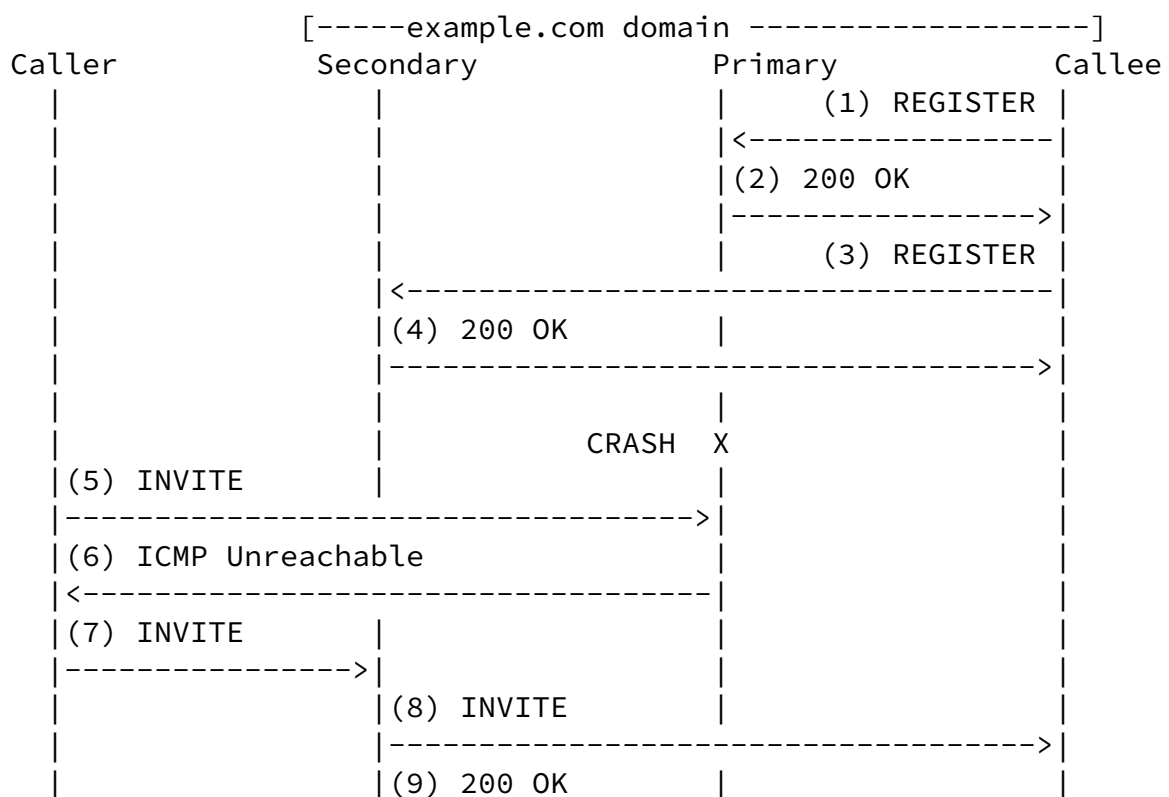 [-----example.com domain -------------------]
Caller Secondary Primary Callee
| | | (1) REGISTER |
| | |<-----------------|
| | |(2) 200 OK |
| | |----------------->|
| | | (3) REGISTER |
| |<------------------------------------|
| |(4) 200 OK | |
| |------------------------------------>|
| | | |
| | CRASH X |
|(5) INVITE | | |
|----------------------------------->| |
|(6) ICMP Unreachable | |
|<-----------------------------------| |
|(7) INVITE | | |
|---------------->| | |
| |(8) INVITE | |
| |------------------------------------>|
| |(9) 200 OK | |